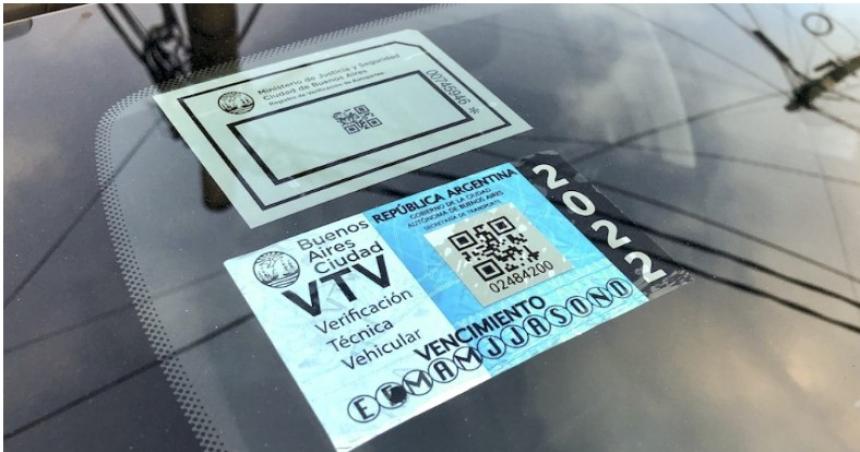 Ministerio de Justicia y Seguridad
Ciudad de Buenos Aires
Registro de Verificación de Autopartes
00745946 *
Buenos
Aires
Ciudad
VTV
Verificación
Técnica
Vehicular
REPÚBLICA ARGENTINA
GOBIERNO DE LA CIUDAD
AUTÓNOMA DE BUENOS AIRES
SECRETARÍA DE TRANSPORTE
02484200
VENCIMIENTO
E F M A M J J A S O N D
2022